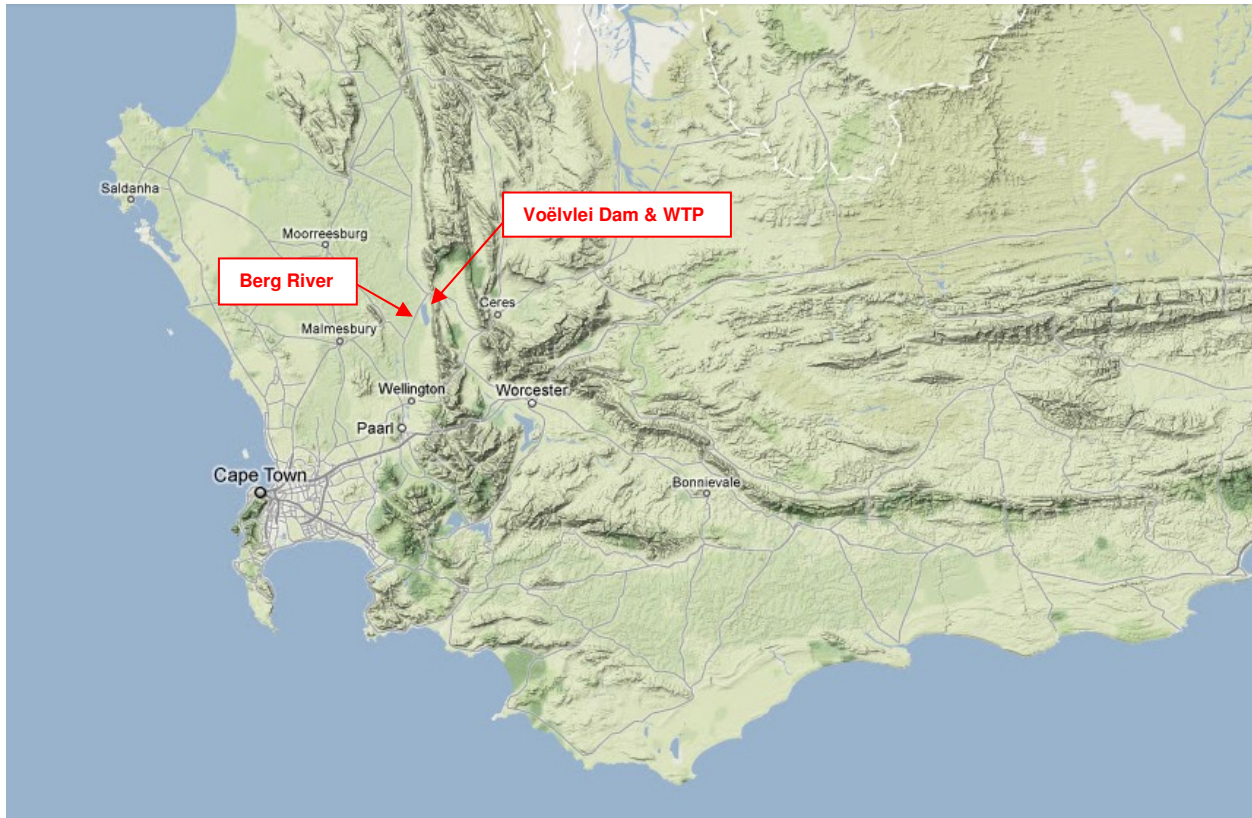 Saldanha
Voëlvlei Dam & WTP
Moorreesburg
Berg River
Ceres
Malmesbury
Wellington
Worcester
Paarl
Cape Town
Bonnievale